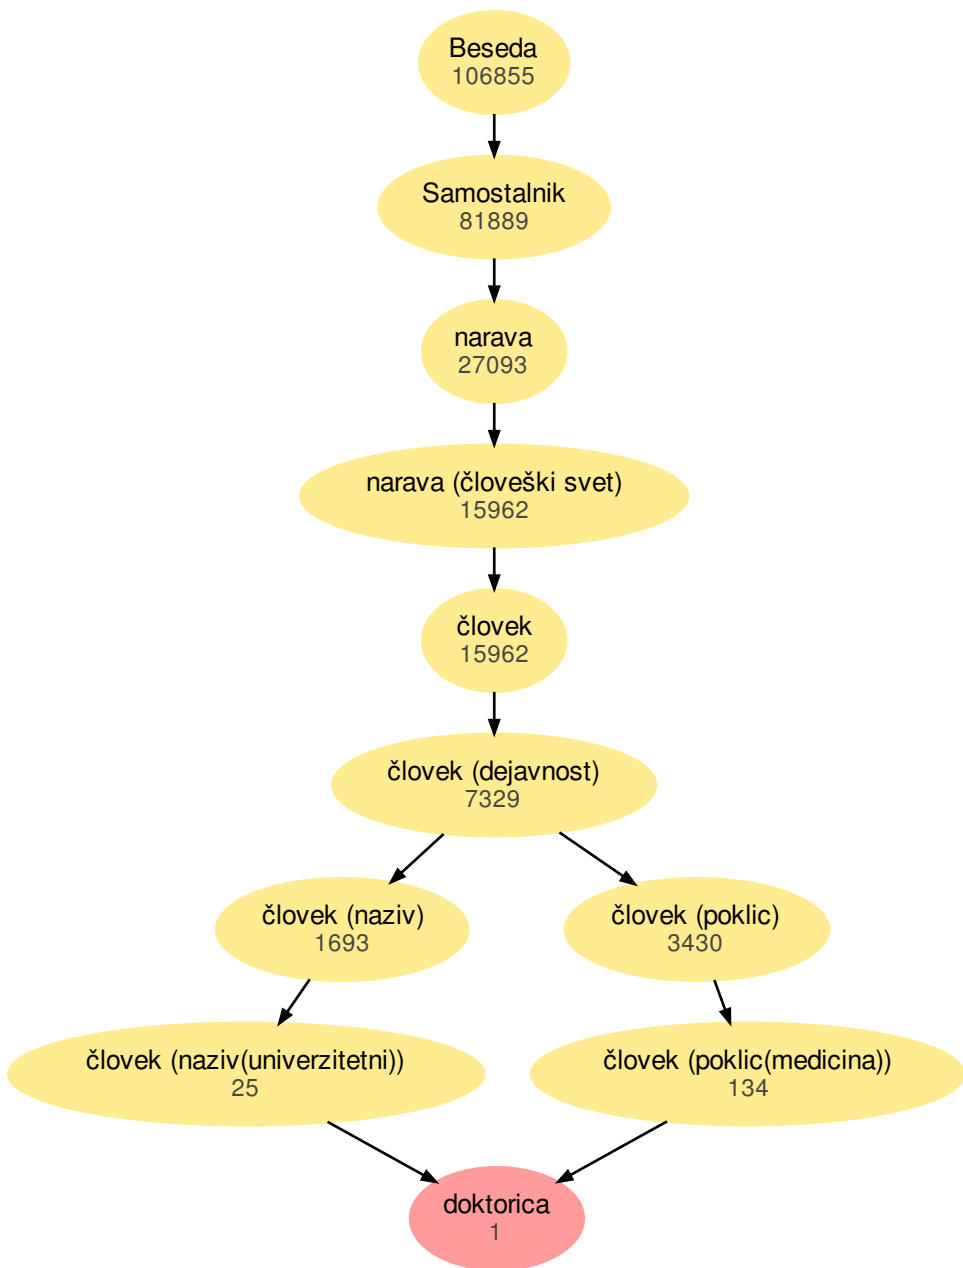 Beseda
106855
Samostalnik
81889
narava
27093
narava (človeški svet)
15962
človek
15962
človek (dejavnost)
7329
človek (naziv)
1693
človek (poklic)
3430
človek (naziv(univerzitetni))
25
človek (poklic(medicina))
134
doktorica
1